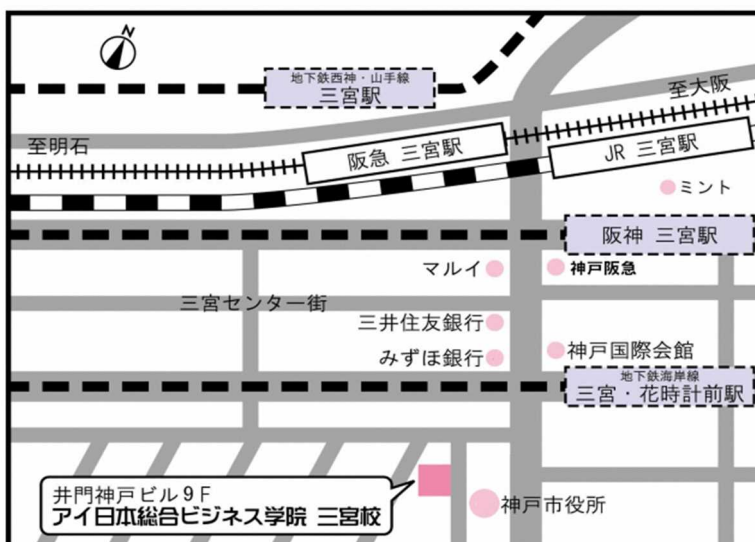 N
地下鉄西神・山手線
三宮駅
至大阪
至明石
阪急 三宮駅
JR 三宮駅
ミント
阪神 三宮駅
マルイ
神戸阪急
三宮センター街
三井住友銀行
みずほ銀行
神戸国際会館
地下鉄海岸線
三宮・花時計前駅
井門神戸ビル9F
アイ日本総合ビジネス学院 三宮校
神戸市役所